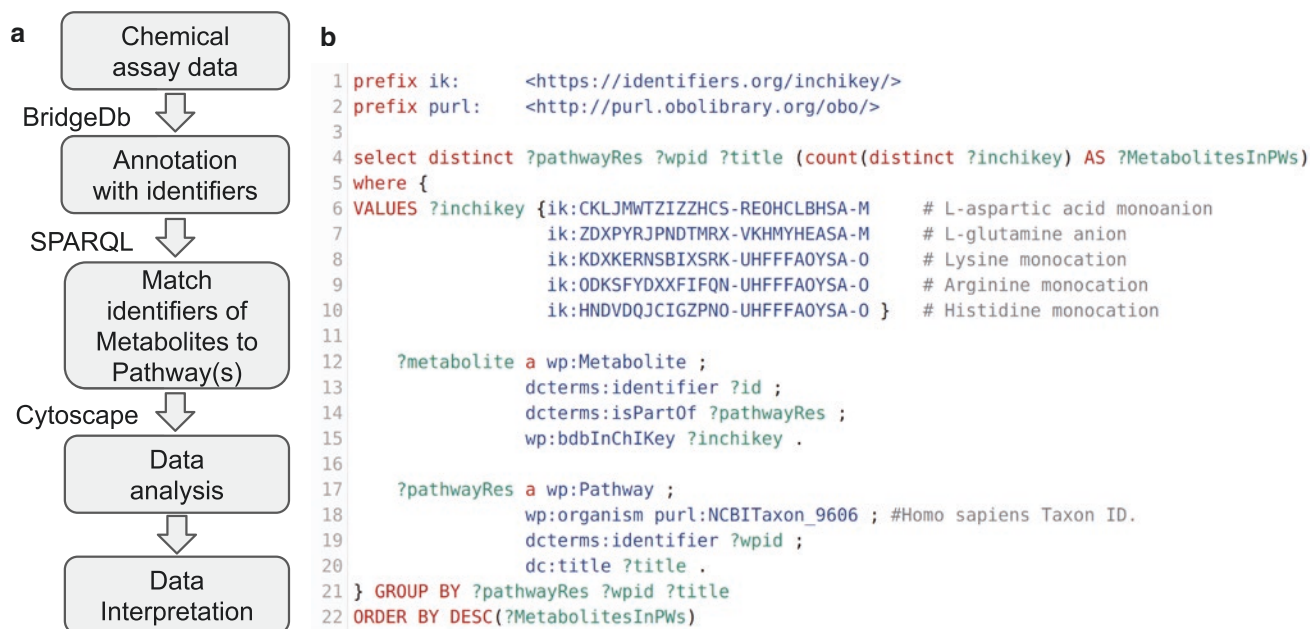 a
Chemical
assay data
BridgeDb
Annotation
with identifiers
SPARQL
Match
identifiers of
Metabolites to
Pathway(s)
Cytoscape
Data
analysis
Data
Interpretation
b
1 prefix ik: <https://identifiers.org/inchikey/>
2 prefix purl: <http://purl.obolibrary.org/obo/>
3
4 select distinct ?pathwayRes ?wpid ?title (count(distinct ?inchikey) AS ?MetabolitesInPWs)
5 where {
6 VALUES ?inchikey {ik:CKLJMWTZIZZHCS-REOHCLBHSA-M # L-aspartic acid monoanion
7 ik:ZDXPYRJPNDTMRX-VKHMYHEASA-M # L-glutamine anion
8 ik:KDXKERNSBIXSRK-UHFFFAOYSA-O # Lysine monocation
9 ik:ODKSFYDXXFIFQN-UHFFFAOYSA-O # Arginine monocation
10 ik:HNDVDQJCIGZPNO-UHFFFAOYSA-O } # Histidine monocation
11
12 ?metabolite a wp:Metabolite ;
13 dcterms:identifier ?id ;
14 dcterms:isPartOf ?pathwayRes ;
15 wp:bdbInChIKey ?inchikey .
16
17 ?pathwayRes a wp:Pathway ;
18 wp:organism purl:NCBITaxon_9606 ; #Homo sapiens Taxon ID.
19 dcterms:identifier ?wpid ;
20 dc:title ?title .
21 } GROUP BY ?pathwayRes ?wpid ?title
22 ORDER BY DESC(?MetabolitesInPWs)